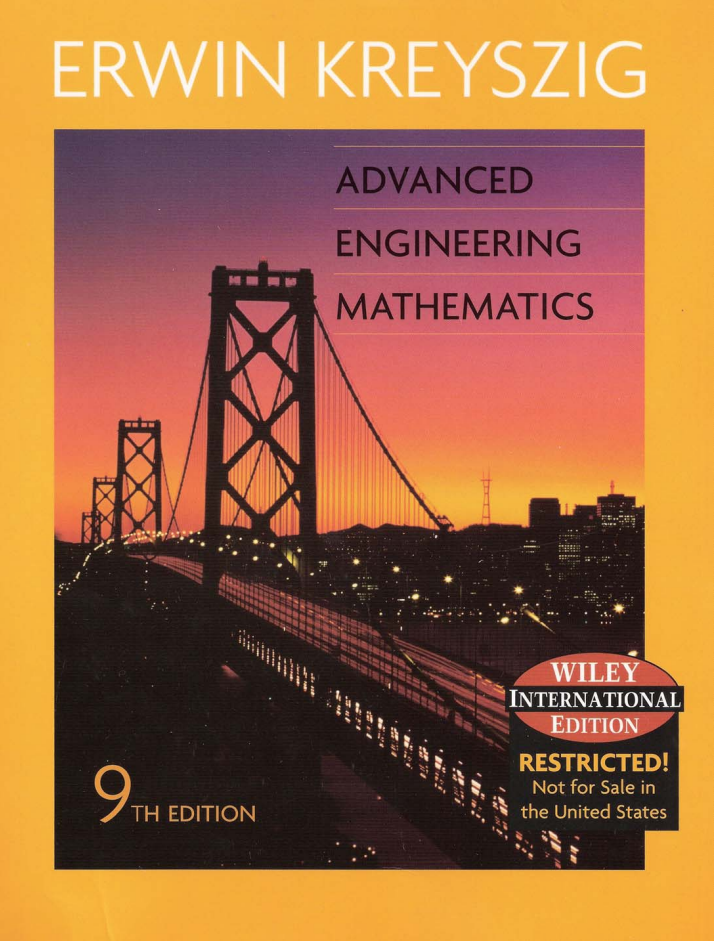 ERWIN KREYSZIG
ADVANCED
ENGINEERING
MATHEMATICS
WILEY
INTERNATIONAL
EDITION
RESTRICTED!
Not for Sale in
the United States
9TH EDITION